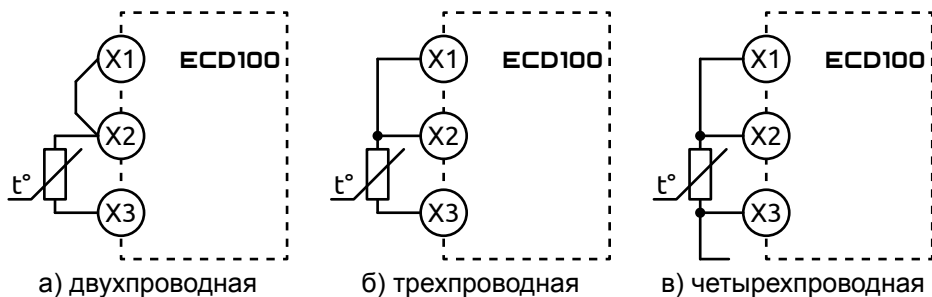 X1 ECD100 X1 ECD100 X1 ECD100
X2 X2 X2
t° t° t°
X3 X3 X3
а) двухпроводная б) трехпроводная в) четырехпроводная